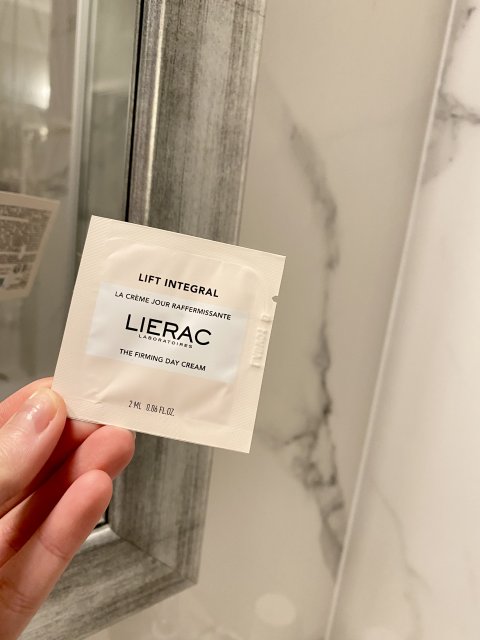 LIFT INTEGRAL
LA CRÈME JOUR RAFFERMISSANTE
LIERAC
LABORATOIRES
THE FIRMING DAY CREAM
2 ML 0.06 FL.OZ.